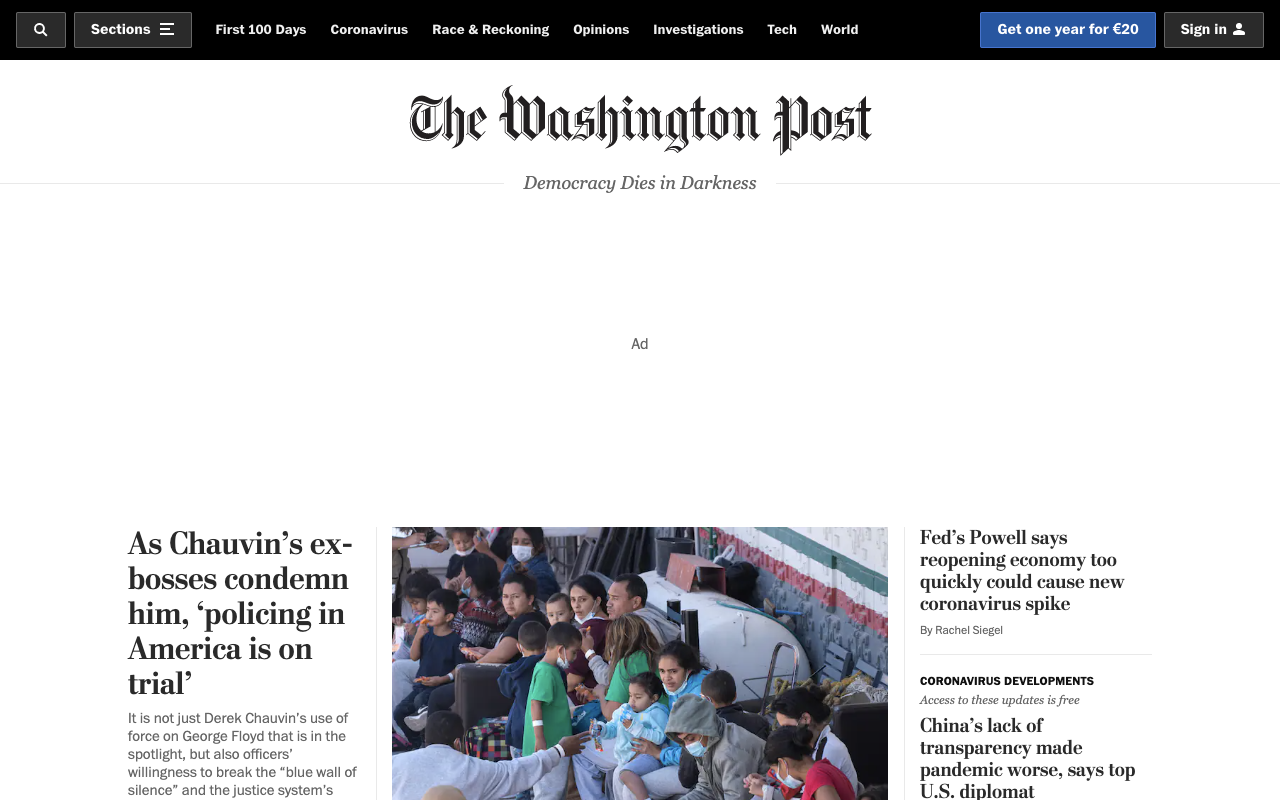 Sections
First 100 Days
Coronavirus
Race & Reckoning
Opinions
Investigations
Tech
World
Get one year for €20
Sign in
The Washington Post
Democracy Dies in Darkness
Ad
As Chauvin’s ex-
bosses condemn
him, ‘policing in
America is on
trial’
It is not just Derek Chauvin’s use of
force on George Floyd that is in the
spotlight, but also officers’
willingness to break the “blue wall of
silence” and the justice system’s
Fed’s Powell says
reopening economy too
quickly could cause new
coronavirus spike
By Rachel Siegel
CORONAVIRUS DEVELOPMENTS
Access to these updates is free
China’s lack of
transparency made
pandemic worse, says top
U.S. diplomat